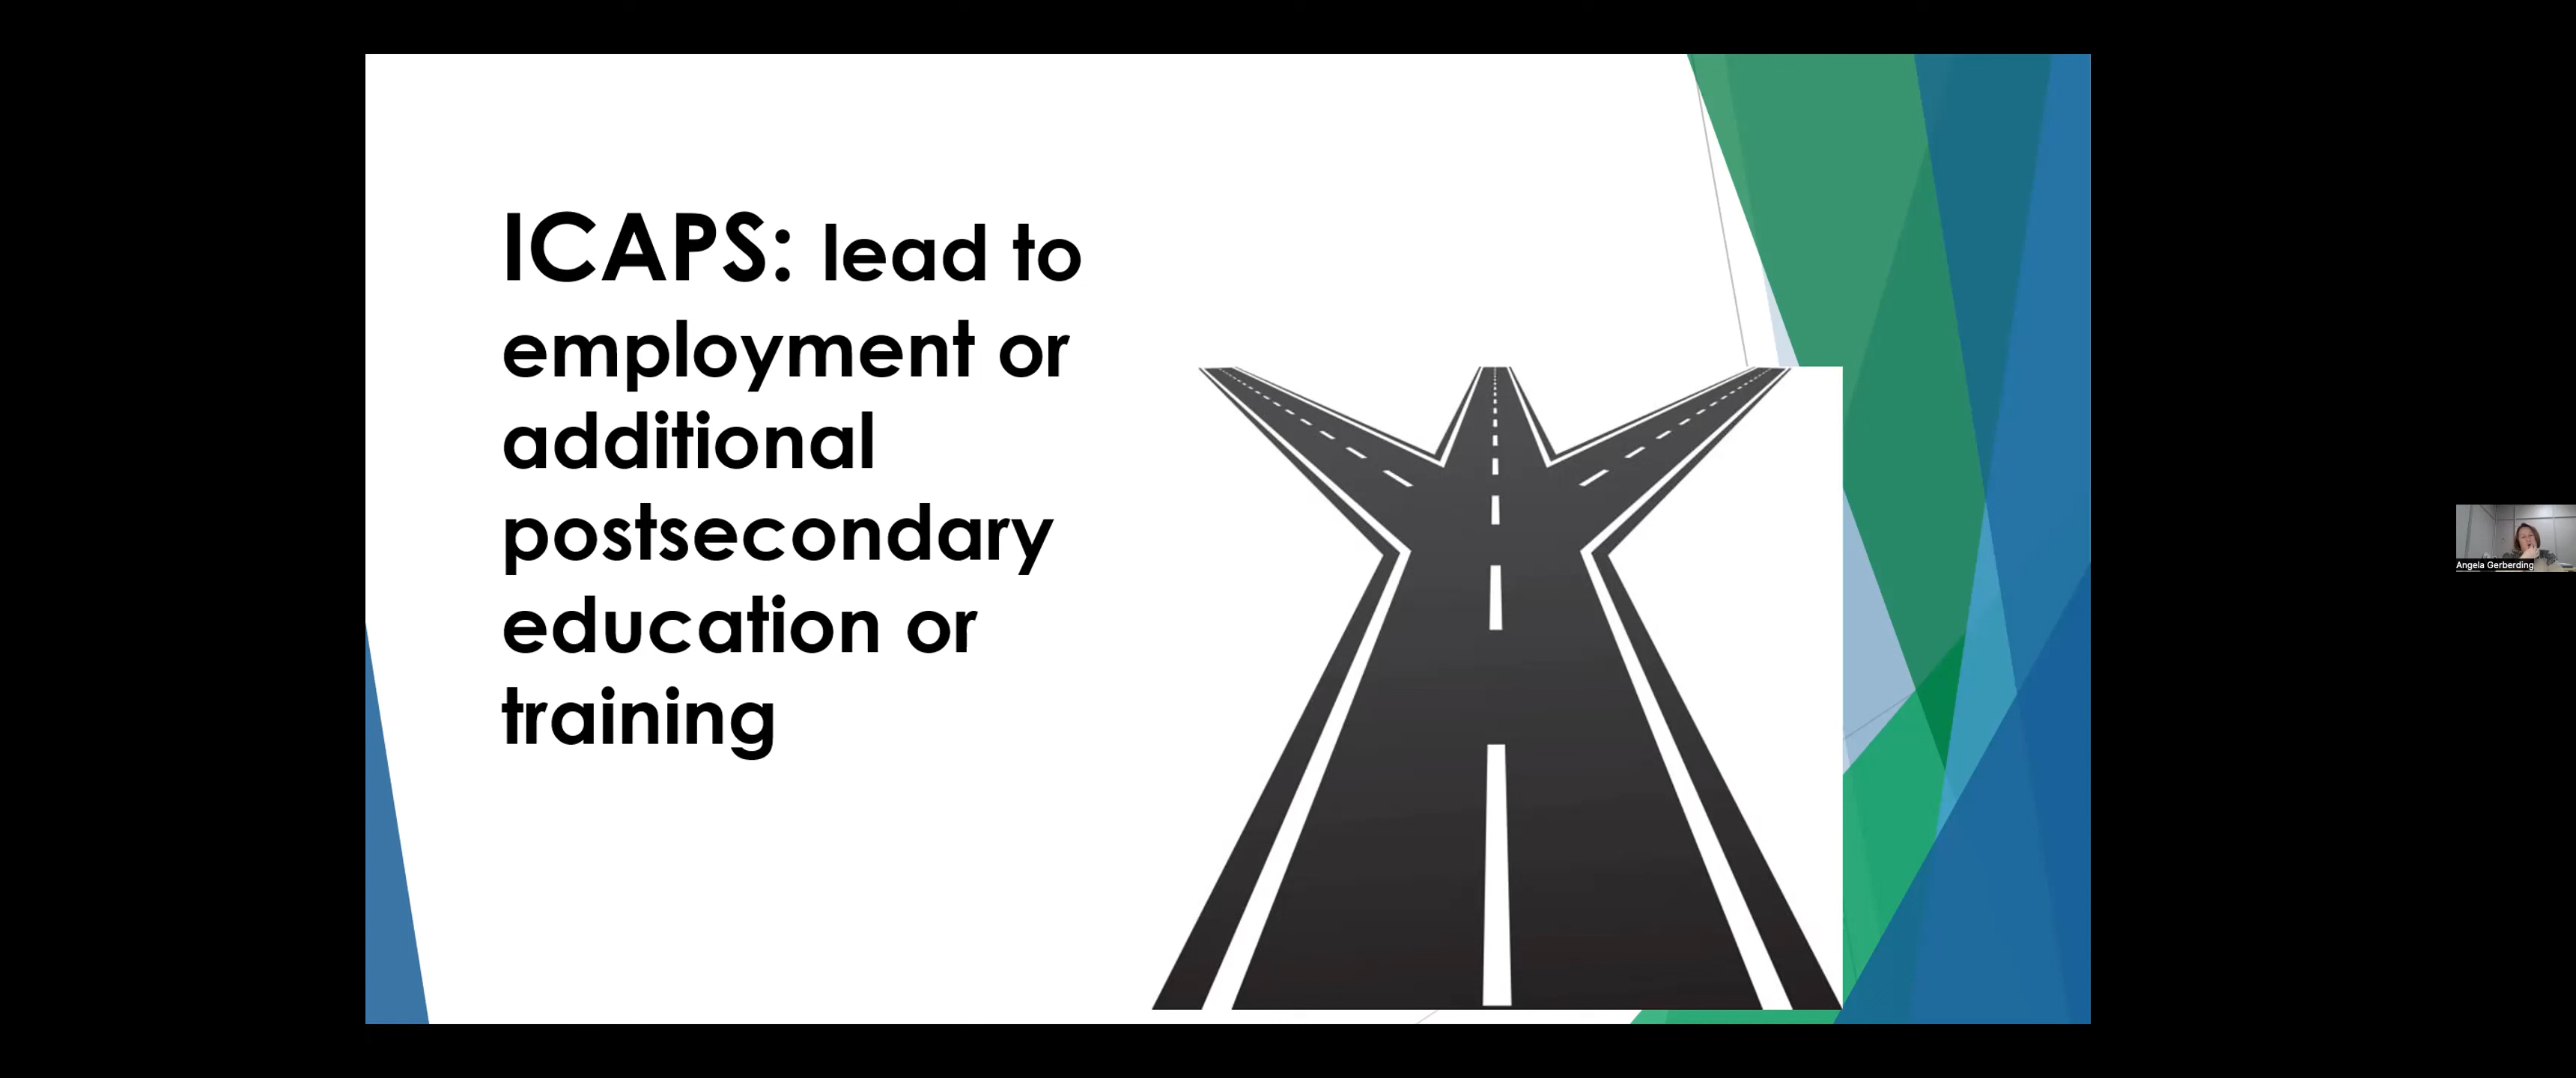 ICAPS: lead to
employment or
additional
postsecondary
education or
training
Angela Gerberding